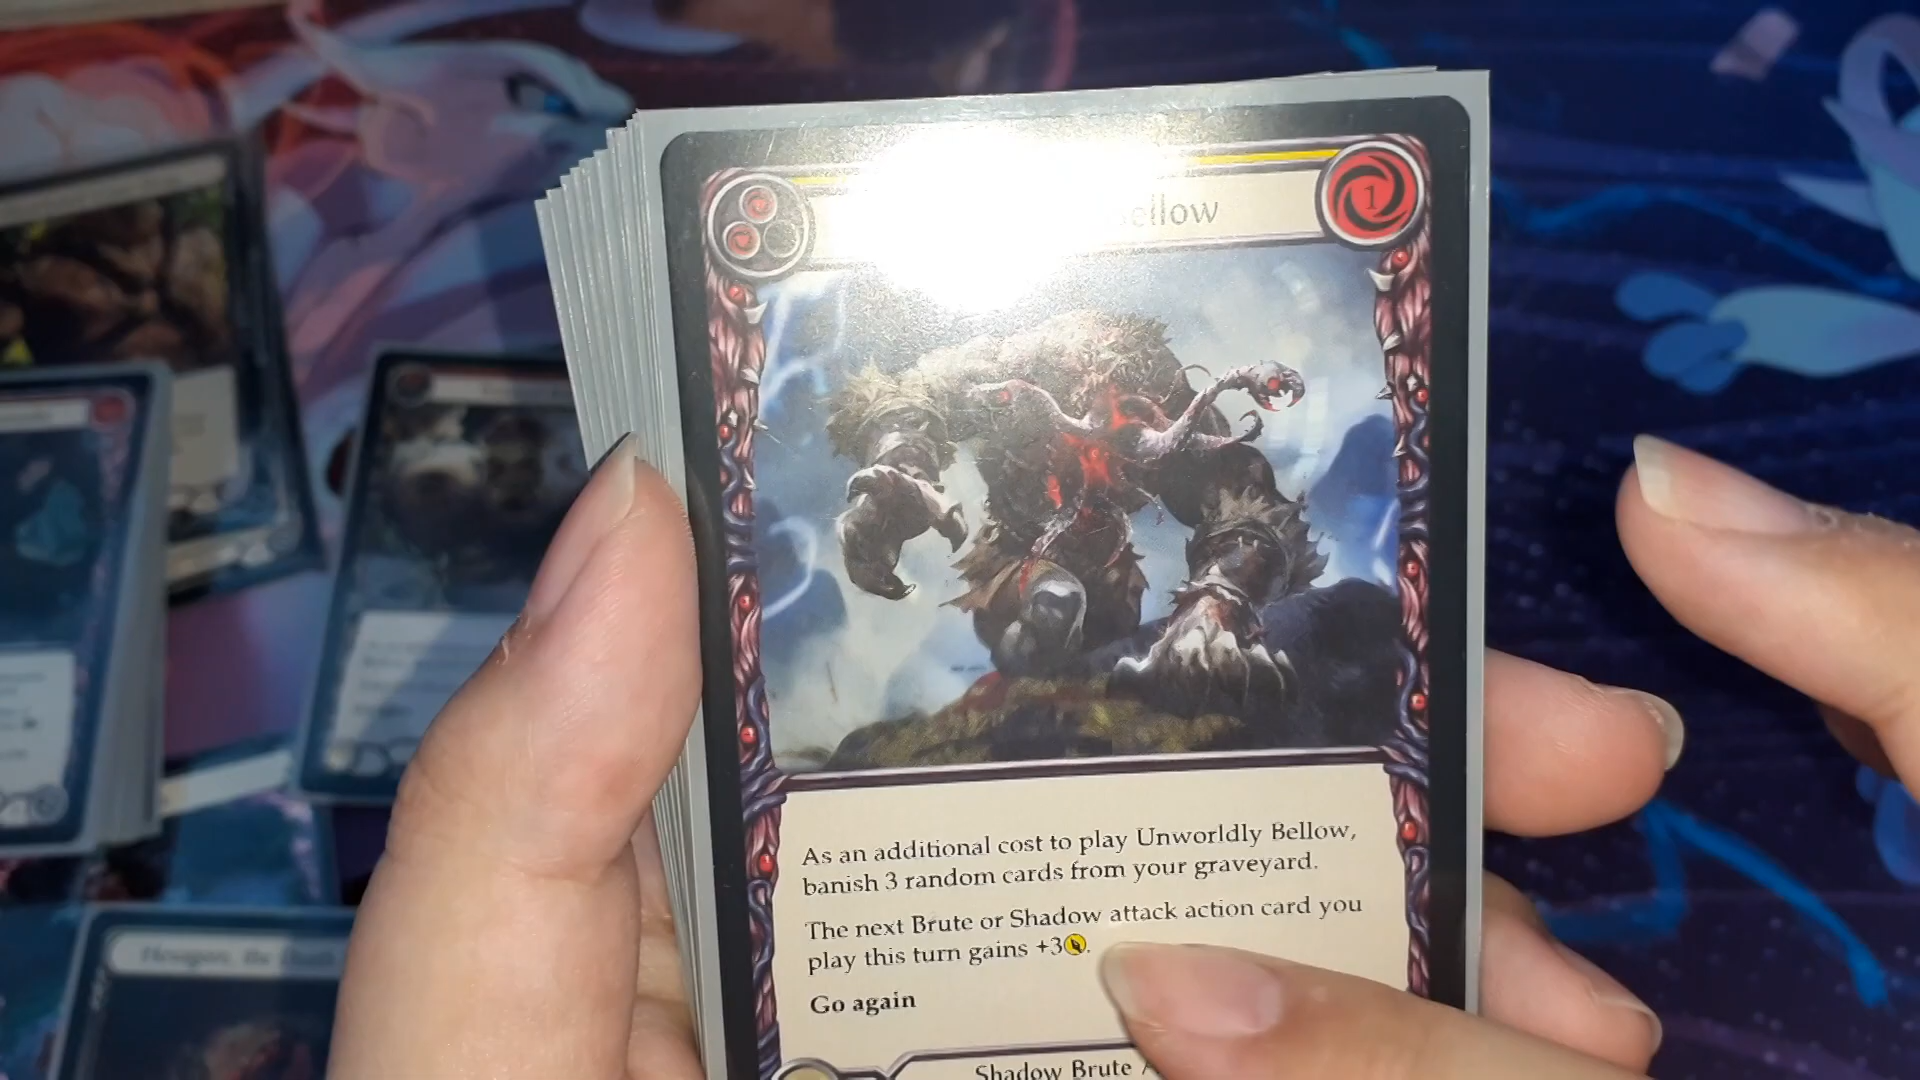 Bellow
1
As an additional cost to play Unworldly Bellow,
banish 3 random cards from your graveyard.
The next Brute or Shadow attack action card you
play this turn gains +3.
Go again
Shadow Brute